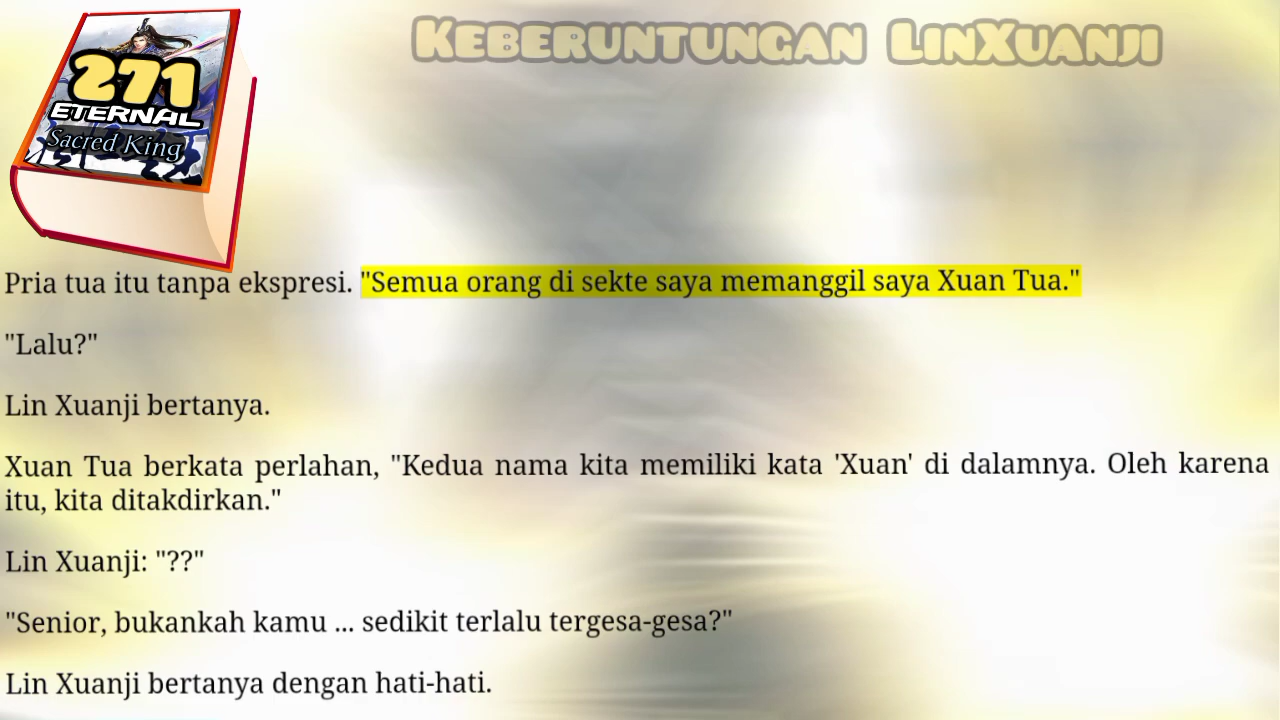 Keberuntungan LinXuanji
271
ETERNAL
Sacred King
Pria tua itu tanpa ekspresi. "Semua orang di sekte saya memanggil saya Xuan Tua."
"Lalu?"
Lin Xuanji bertanya.
Xuan Tua berkata perlahan, "Kedua nama kita memiliki kata 'Xuan' di dalamnya. Oleh karena
itu, kita ditakdirkan."
Lin Xuanji: "??"
"Senior, bukankah kamu ... sedikit terlalu tergesa-gesa?"
Lin Xuanji bertanya dengan hati-hati.